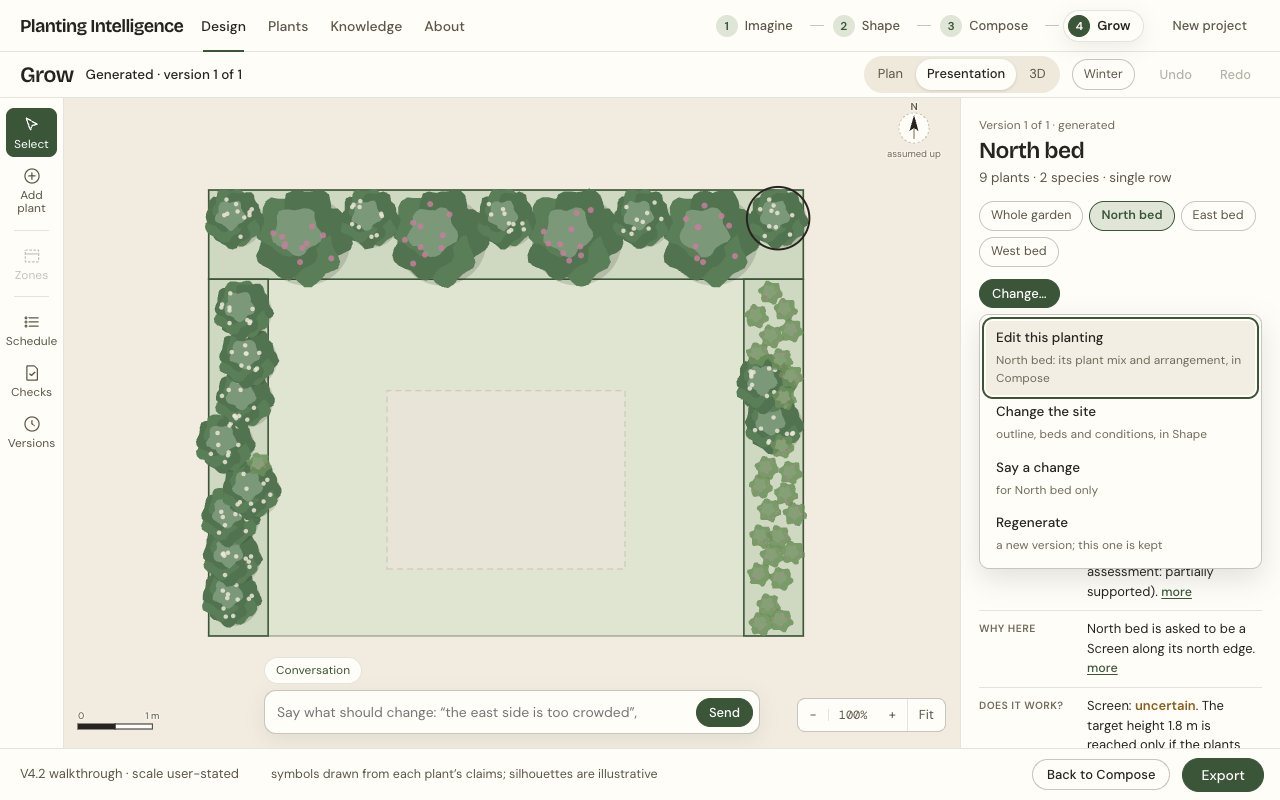 Planting Intelligence
Design
Plants
Knowledge
About
1 Imagine
2 Shape
3 Compose
4 Grow
New project
Grow
Generated · version 1 of 1
Plan
Presentation
3D
Winter
Undo
Redo
Select
Add
plant
Zones
Schedule
Checks
Versions
N
assumed up
Version 1 of 1 · generated
North bed
9 plants · 2 species · single row
Whole garden
North bed
East bed
West bed
Change…
Edit this planting
North bed: its plant mix and arrangement, in
Compose
Change the site
outline, beds and conditions, in Shape
Say a change
for North bed only
Regenerate
a new version; this one is kept
assessment: partially
supported). more
WHY HERE
North bed is asked to be a
Screen along its north edge.
more
DOES IT WORK?
Screen: uncertain. The
target height 1.8 m is
reached only if the plants
Conversation
Say what should change: “the east side is too crowded”,
Send
0 1 m
− 100% + Fit
V4.2 walkthrough · scale user-stated
symbols drawn from each plant’s claims; silhouettes are illustrative
Back to Compose
Export